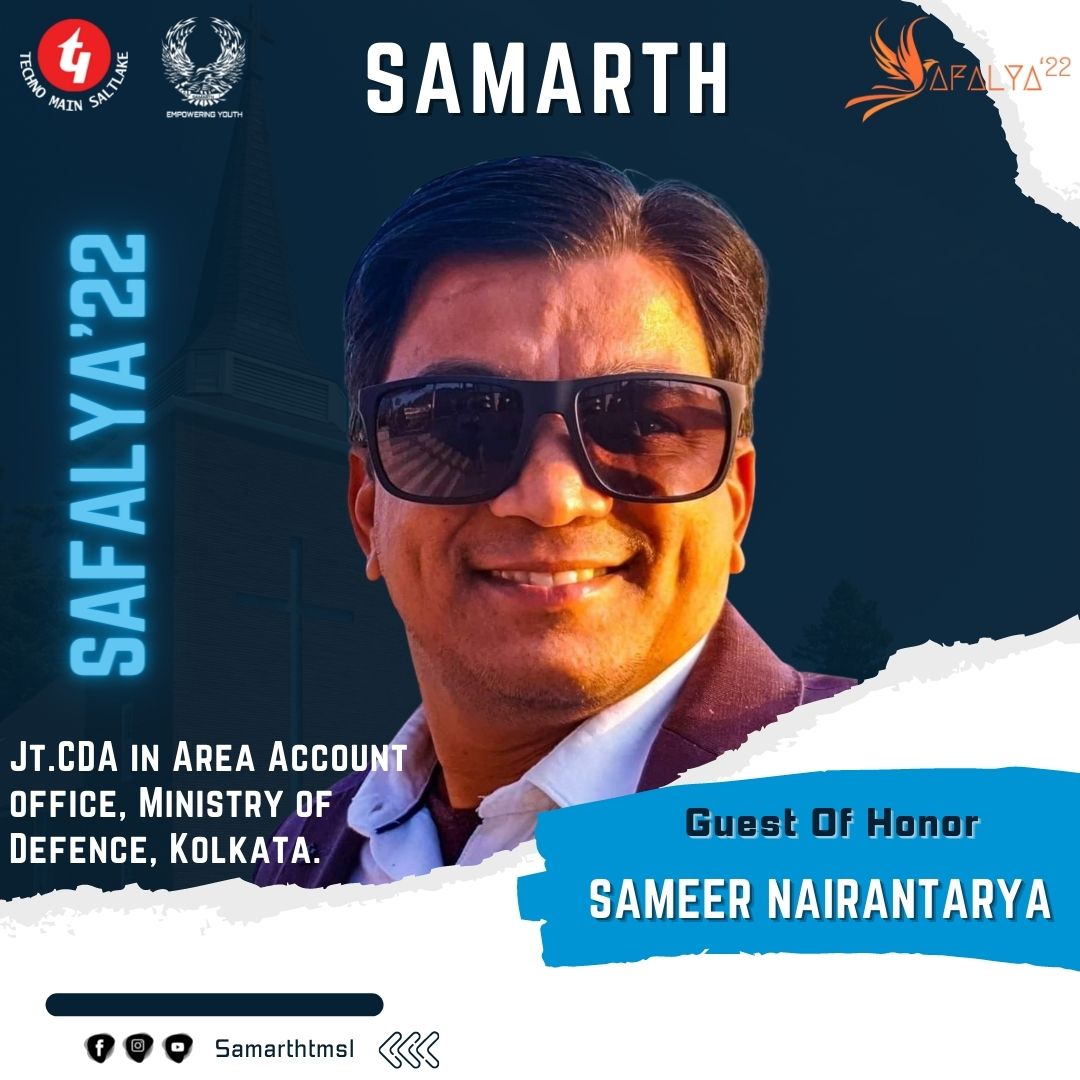 TECHNO MAIN SALTLAKE
EMPOWERING YOUTH
SAMARTH
AFALYA'22
SAFALYA'22
JT.CDA IN AREA ACCOUNT
OFFICE, MINISTRY OF
DEFENCE, KOLKATA.
Guest Of Honor
SAMEER NAIRANTARYA
Samarthtmsl